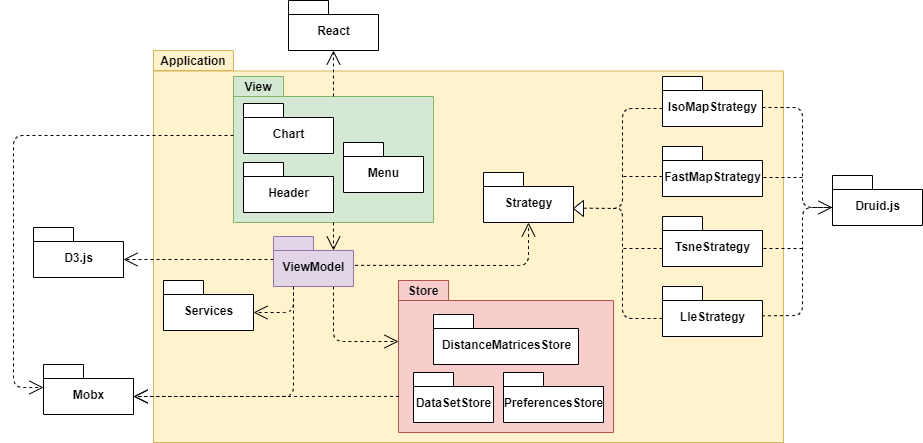 React
Application
View
Chart
Menu
Header
IsoMapStrategy
FastMapStrategy
Strategy
Druid.js
TsneStrategy
D3.js
ViewModel
Services
Store
LleStrategy
DistanceMatricesStore
Mobx
DataSetStore
PreferencesStore